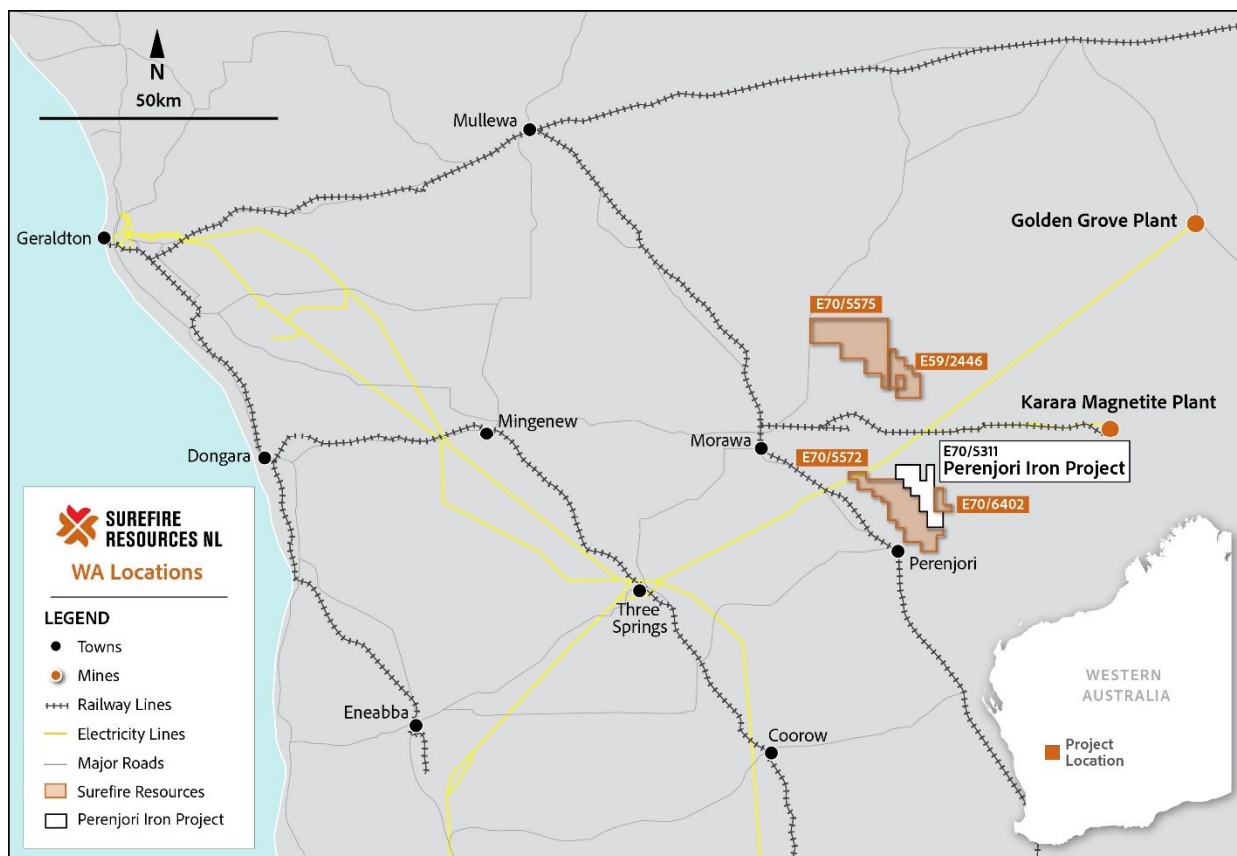 N
50km
Mullewa
Geraldton
Golden Grove Plant
E70/5575
E59/2446
Karara Magnetite Plant
Mingenew
Morawa
Dongara
E70/5572
E70/5311
Perenjori Iron Project
E70/6402
Perenjori
Three
Springs
Eneabba
Coorow
SUREFIRE
RESOURCES NL
WA Locations
LEGEND
Towns
Mines
Railway Lines
Electricity Lines
Major Roads
Surefire Resources
Perenjori Iron Project
WESTERN
AUSTRALIA
Project
Location